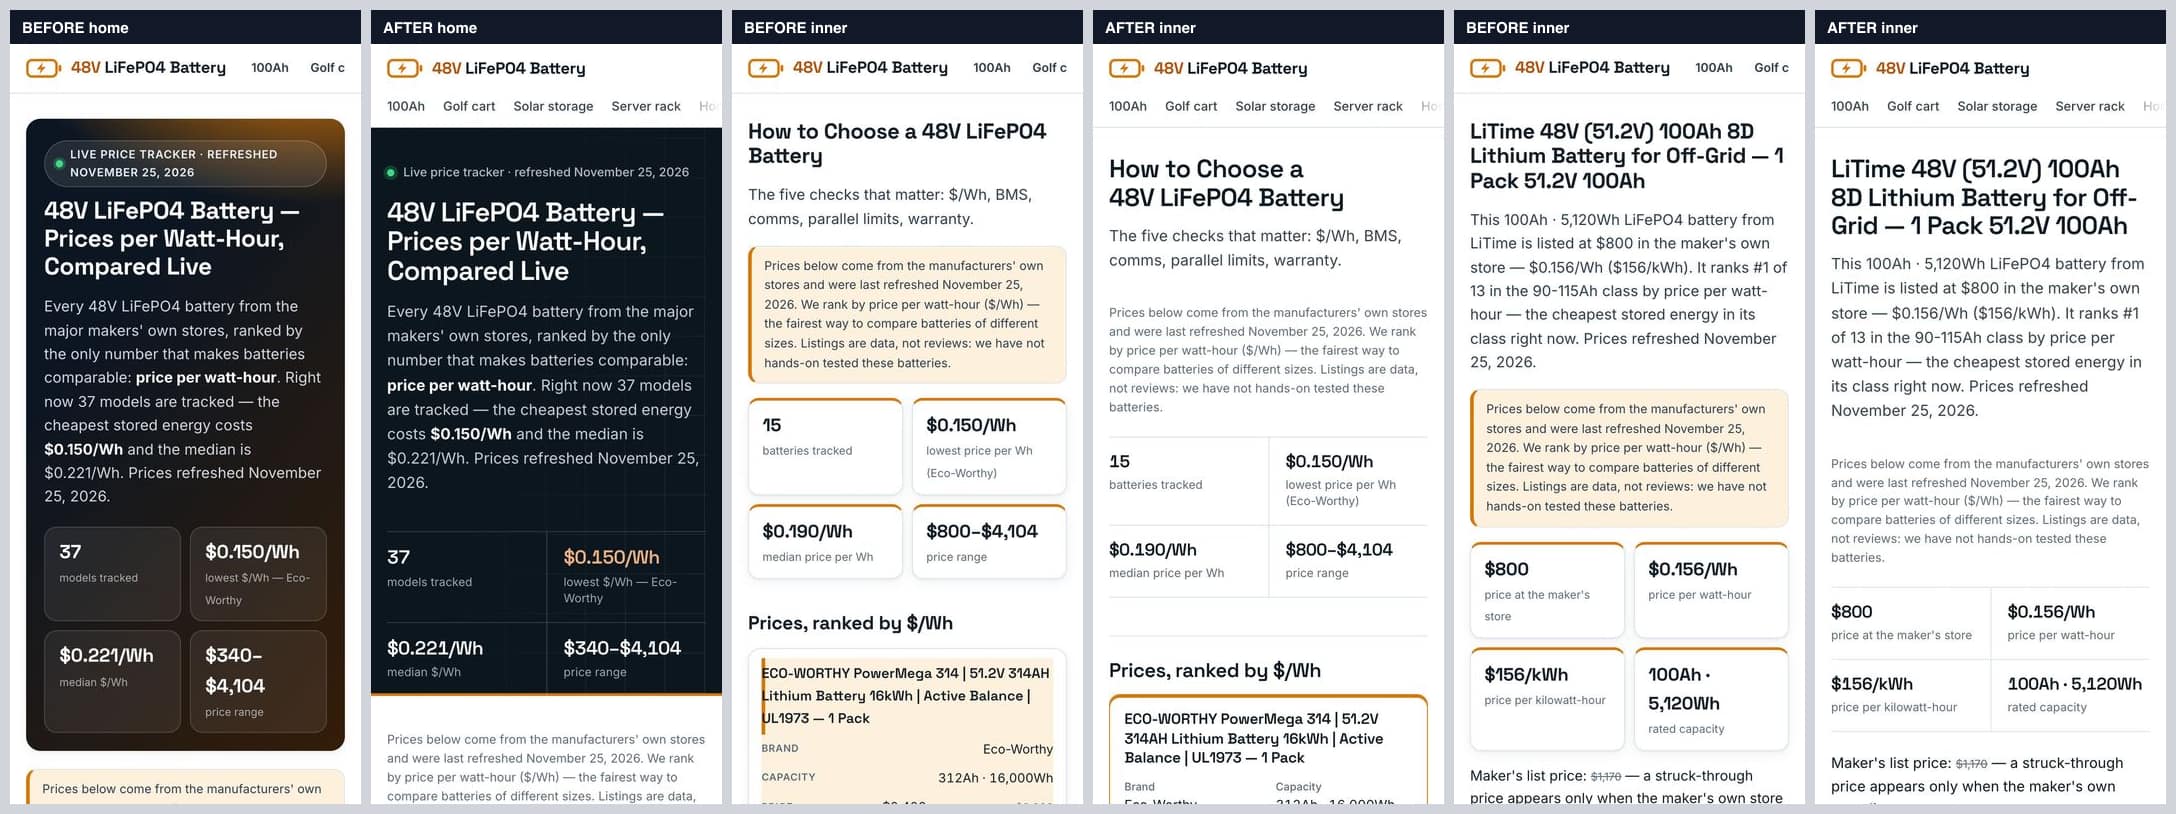 BEFORE home
48V LiFePO4 Battery
100Ah
Golf c
LIVE PRICE TRACKER · REFRESHED
NOVEMBER 25, 2026
48V LiFePO4 Battery —
Prices per Watt-Hour,
Compared Live
Every 48V LiFePO4 battery from the
major makers' own stores, ranked by
the only number that makes batteries
comparable: price per watt-hour. Right
now 37 models are tracked — the
cheapest stored energy costs
$0.150/Wh and the median is
$0.221/Wh. Prices refreshed November
25, 2026.
37
models tracked
$0.150/Wh
lowest $/Wh — Eco-
Worthy
$0.221/Wh
median $/Wh
$340–
$4,104
price range
Prices below come from the manufacturers' own
AFTER home
48V LiFePO4 Battery
100Ah
Golf cart
Solar storage
Server rack
Ho
Live price tracker · refreshed November 25, 2026
48V LiFePO4 Battery —
Prices per Watt-Hour,
Compared Live
Every 48V LiFePO4 battery from the major
makers' own stores, ranked by the only
number that makes batteries comparable:
price per watt-hour. Right now 37 models
are tracked — the cheapest stored energy
costs $0.150/Wh and the median is
$0.221/Wh. Prices refreshed November 25,
2026.
37
models tracked
$0.150/Wh
lowest $/Wh — Eco-
Worthy
$0.221/Wh
median $/Wh
$340–$4,104
price range
Prices below come from the manufacturers' own stores
and were last refreshed November 25, 2026. We rank
by price per watt-hour ($/Wh) — the fairest way to
compare batteries of different sizes. Listings are data,
BEFORE inner
48V LiFePO4 Battery
100Ah
Golf c
How to Choose a 48V LiFePO4
Battery
The five checks that matter: $/Wh, BMS,
comms, parallel limits, warranty.
Prices below come from the manufacturers' own
stores and were last refreshed November 25,
2026. We rank by price per watt-hour ($/Wh) —
the fairest way to compare batteries of different
sizes. Listings are data, not reviews: we have not
hands-on tested these batteries.
15
batteries tracked
$0.150/Wh
lowest price per Wh
(Eco-Worthy)
$0.190/Wh
median price per Wh
$800–$4,104
price range
Prices, ranked by $/Wh
ECO-WORTHY PowerMega 314 | 51.2V 314AH
Lithium Battery 16kWh | Active Balance |
UL1973 — 1 Pack
BRAND
Eco-Worthy
CAPACITY
312Ah · 16,000Wh
AFTER inner
48V LiFePO4 Battery
100Ah
Golf cart
Solar storage
Server rack
Ho
How to Choose a
48V LiFePO4 Battery
The five checks that matter: $/Wh, BMS,
comms, parallel limits, warranty.
Prices below come from the manufacturers' own stores
and were last refreshed November 25, 2026. We rank
by price per watt-hour ($/Wh) — the fairest way to
compare batteries of different sizes. Listings are data,
not reviews: we have not hands-on tested these
batteries.
15
batteries tracked
$0.150/Wh
lowest price per Wh
(Eco-Worthy)
$0.190/Wh
median price per Wh
$800–$4,104
price range
Prices, ranked by $/Wh
ECO-WORTHY PowerMega 314 | 51.2V
314AH Lithium Battery 16kWh | Active
Balance | UL1973 — 1 Pack
Brand
Capacity
Eco-Worthy
312Ah · 16,000Wh
BEFORE inner
48V LiFePO4 Battery
100Ah
Golf c
LiTime 48V (51.2V) 100Ah 8D
Lithium Battery for Off-Grid — 1
Pack 51.2V 100Ah
This 100Ah · 5,120Wh LiFePO4 battery from
LiTime is listed at $800 in the maker's own
store — $0.156/Wh ($156/kWh). It ranks #1 of
13 in the 90-115Ah class by price per watt-
hour — the cheapest stored energy in its
class right now. Prices refreshed November
25, 2026.
Prices below come from the manufacturers' own
stores and were last refreshed November 25,
2026. We rank by price per watt-hour ($/Wh) —
the fairest way to compare batteries of different
sizes. Listings are data, not reviews: we have not
hands-on tested these batteries.
$800
price at the maker's
store
$0.156/Wh
price per watt-hour
$156/kWh
price per kilowatt-hour
100Ah ·
5,120Wh
rated capacity
Maker's list price: $1,170 — a struck-through
price appears only when the maker's own store
AFTER inner
48V LiFePO4 Battery
100Ah
Golf cart
Solar storage
Server rack
Ho
LiTime 48V (51.2V) 100Ah
8D Lithium Battery for Off-
Grid — 1 Pack 51.2V 100Ah
This 100Ah · 5,120Wh LiFePO4 battery from
LiTime is listed at $800 in the maker's own
store — $0.156/Wh ($156/kWh). It ranks #1
of 13 in the 90-115Ah class by price per
watt-hour — the cheapest stored energy in
its class right now. Prices refreshed
November 25, 2026.
Prices below come from the manufacturers' own stores
and were last refreshed November 25, 2026. We rank
by price per watt-hour ($/Wh) — the fairest way to
compare batteries of different sizes. Listings are data,
not reviews: we have not hands-on tested these
batteries.
$800
price at the maker's store
$0.156/Wh
price per watt-hour
$156/kWh
price per kilowatt-hour
100Ah · 5,120Wh
rated capacity
Maker's list price: $1,170 — a struck-through
price appears only when the maker's own